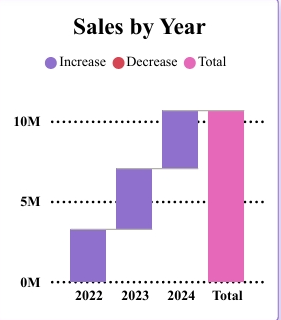 Sales by Year
Increase Decrease Total
10M
5M
0M
2022 2023 2024 Total